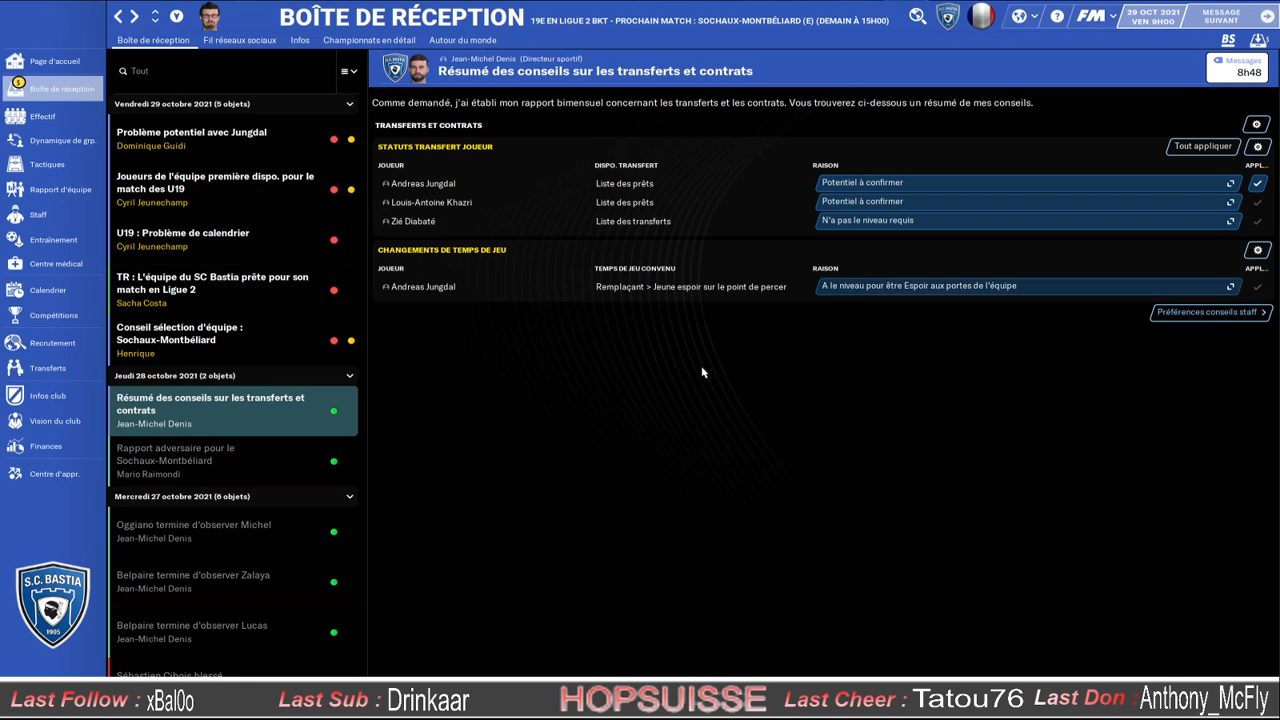 BOÎTE DE RÉCEPTION
19E EN LIGUE 2 BKT - PROCHAIN MATCH : SOCHAUX-MONTBÉLIARD (E) (DEMAIN À 15H00)
FM
29 OCT 2021
VEN 9H00
MESSAGE
SUIVANT
Boîte de réception
Fil réseaux sociaux
Infos
Championnats en détail
Autour du monde
BS
Page d'accueil
Boîte de réception
Effectif
Dynamique de grp.
Tactiques
Rapport d'équipe
Staff
Entraînement
Centre médical
Calendrier
Compétitions
Recrutement
Transferts
Infos club
Vision du club
Finances
Centre d'appr.
S.C. BASTIA
1905
Tout
Vendredi 29 octobre 2021 (5 objets)
Problème potentiel avec Jungdal
Dominique Guidi
Joueurs de l'équipe première dispo. pour le
match des U19
Cyril Jeunechamp
U19 : Problème de calendrier
Cyril Jeunechamp
TR : L'équipe du SC Bastia prête pour son
match en Ligue 2
Sacha Costa
Conseil sélection d'équipe :
Sochaux-Montbéliard
Henrique
Jeudi 28 octobre 2021 (2 objets)
Résumé des conseils sur les transferts et
contrats
Jean-Michel Denis
Rapport adversaire pour le
Sochaux-Montbéliard
Mario Raimondi
Mercredi 27 octobre 2021 (6 objets)
Oggiano termine d'observer Michel
Jean-Michel Denis
Belpaire termine d'observer Zalaya
Jean-Michel Denis
Belpaire termine d'observer Lucas
Jean-Michel Denis
Sébastien Cibois blessé
Jean-Michel Denis (Directeur sportif)
Résumé des conseils sur les transferts et contrats
Messages
8h48
Comme demandé, j'ai établi mon rapport bimensuel concernant les transferts et les contrats. Vous trouverez ci-dessous un résumé de mes conseils.
TRANSFERTS ET CONTRATS
STATUTS TRANSFERT JOUEUR
Tout appliquer
JOUEUR DISPO. TRANSFERT RAISON APPL...
Andreas Jungdal Liste des prêts Potentiel à confirmer
Louis-Antoine Khazri Liste des prêts Potentiel à confirmer
Zié Diabaté Liste des transferts N'a pas le niveau requis
CHANGEMENTS DE TEMPS DE JEU
JOUEUR TEMPS DE JEU CONVENU RAISON APPL...
Andreas Jungdal Remplaçant > Jeune espoir sur le point de percer A le niveau pour être Espoir aux portes de l'équipe
Préférences conseils staff
Last Follow : xBal0o
Last Sub : Drinkaar
HOPSUISSE
Last Cheer : Tatou76
Last Don : Anthony_McFly